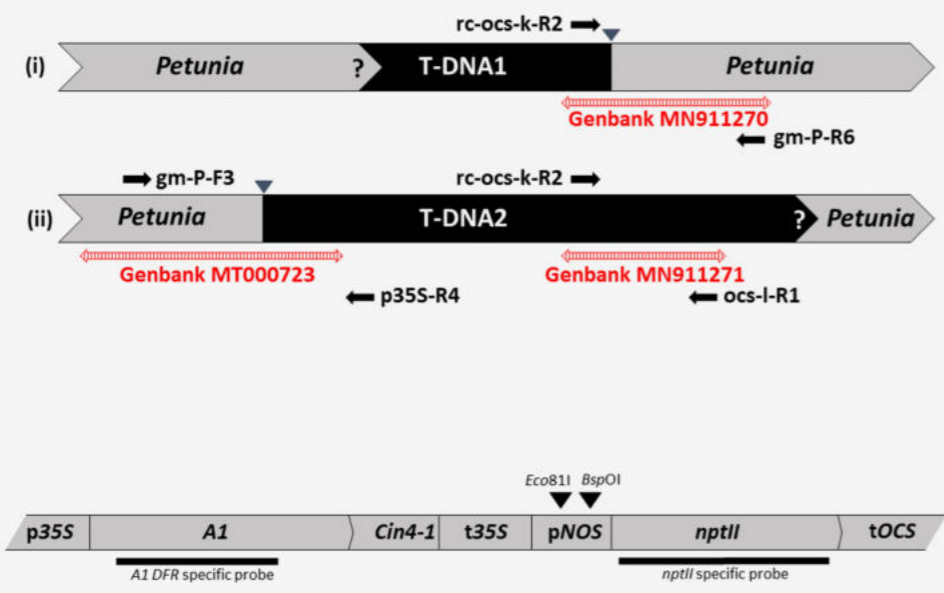 rc-ocs-k-R2
(i) Petunia ? T-DNA1 Petunia
Genbank MN911270
gm-P-R6
gm-P-F3 rc-ocs-k-R2
(ii) Petunia T-DNA2 ? Petunia
Genbank MT000723 Genbank MN911271
p35S-R4 ocs-l-R1
Eco81I BspOI
p35S A1 Cin4-1 t35S pNOS nptII tOCS
A1 DFR specific probe nptII specific probe